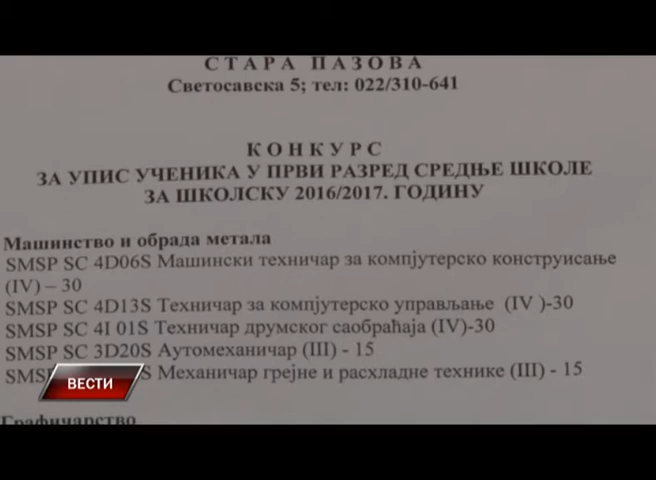 СТАРА ПАЗОВА
Светосавска 5; тел: 022/310-641
КОНКУРС
ЗА УПИС УЧЕНИКА У ПРВИ РАЗРЕД СРЕДЊЕ ШКОЛЕ
ЗА ШКОЛСКУ 2016/2017. ГОДИНУ
Машинство и обрада метала
SMSP SC 4D06S Машински техничар за компјутерско конструисање
(IV) – 30
SMSP SC 4D13S Техничар за компјутерско управљање (IV )-30
SMSP SC 4I 01S Техничар друмског саобраћаја (IV)-30
SMSP SC 3D20S Аутомеханичар (III) - 15
Механичар грејне и расхладне технике (III) - 15
ВЕСТИ
Графичарство